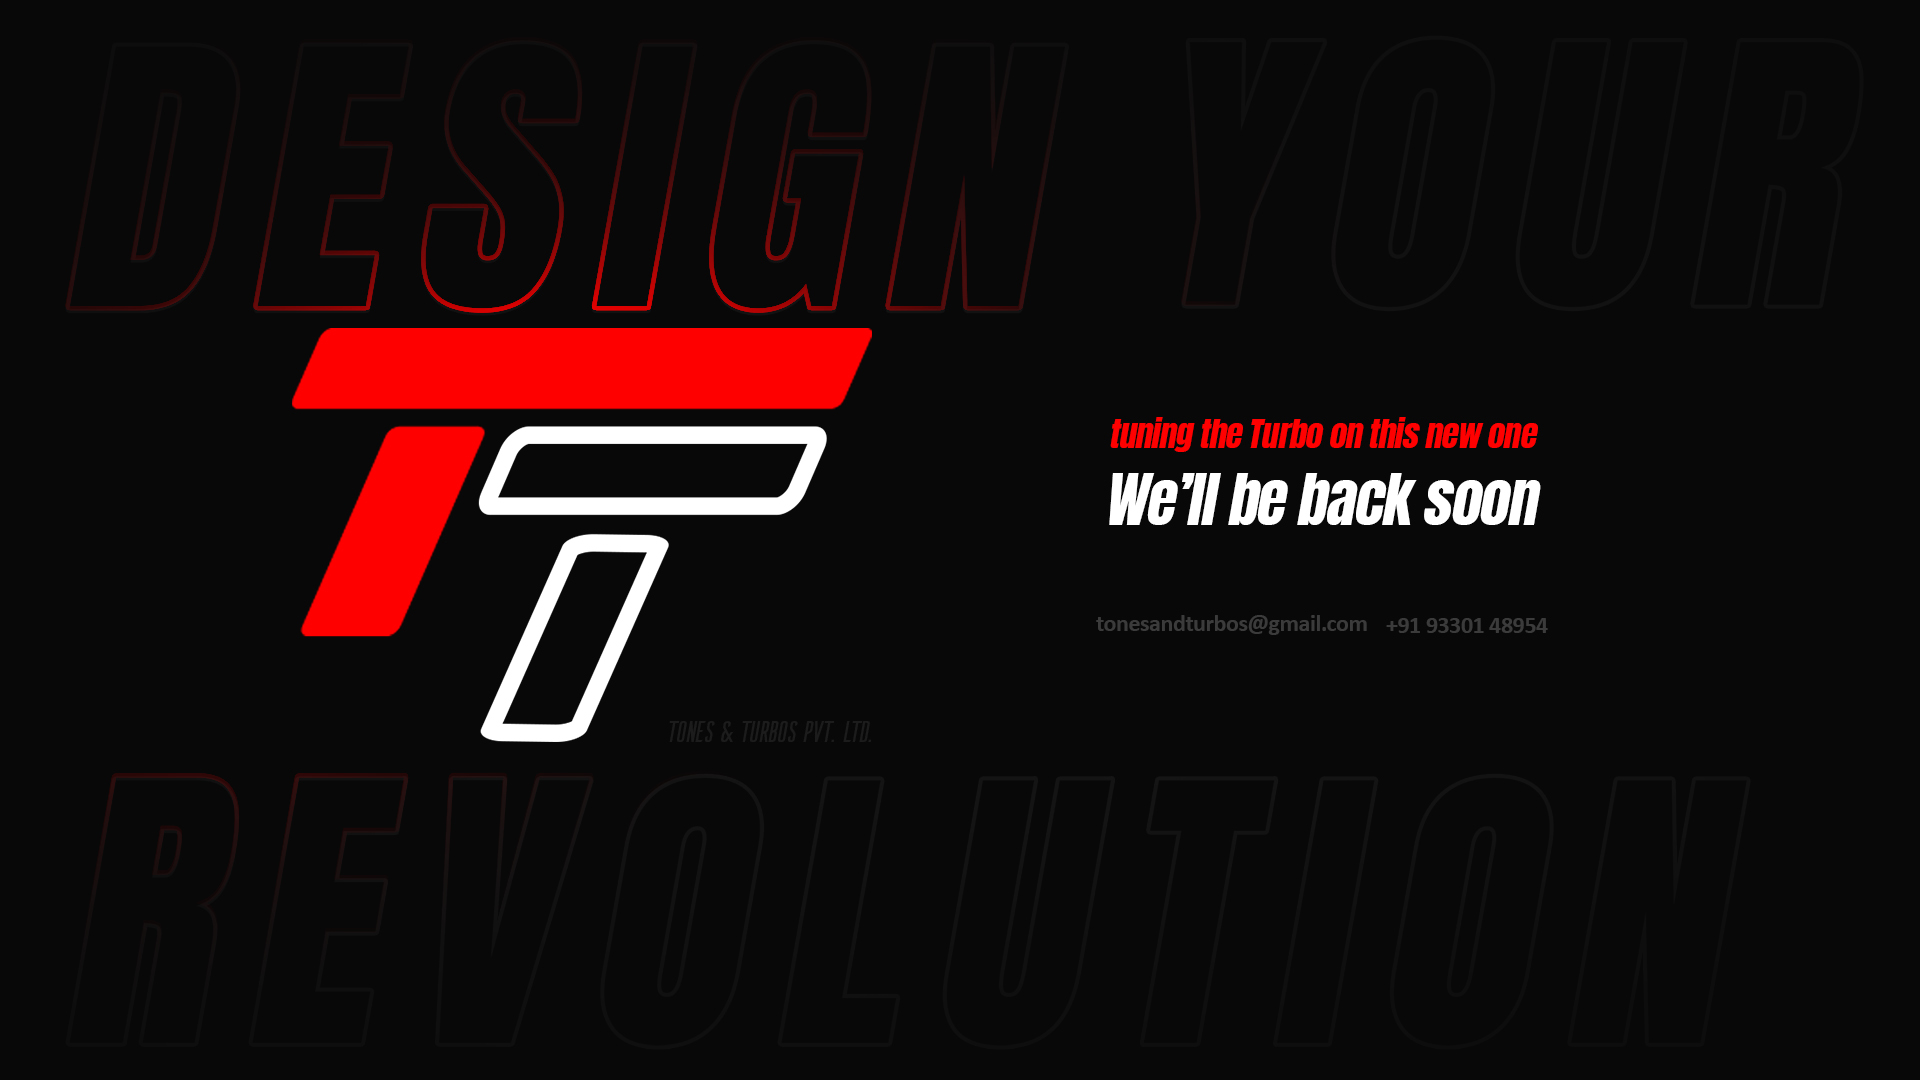 DESIGN YOUR
tuning the Turbo on this new one
We'll be back soon
tonesandturbos@gmail.com +91 93301 48954
TONES & TURBOS PVT. LTD.
REVOLUTION